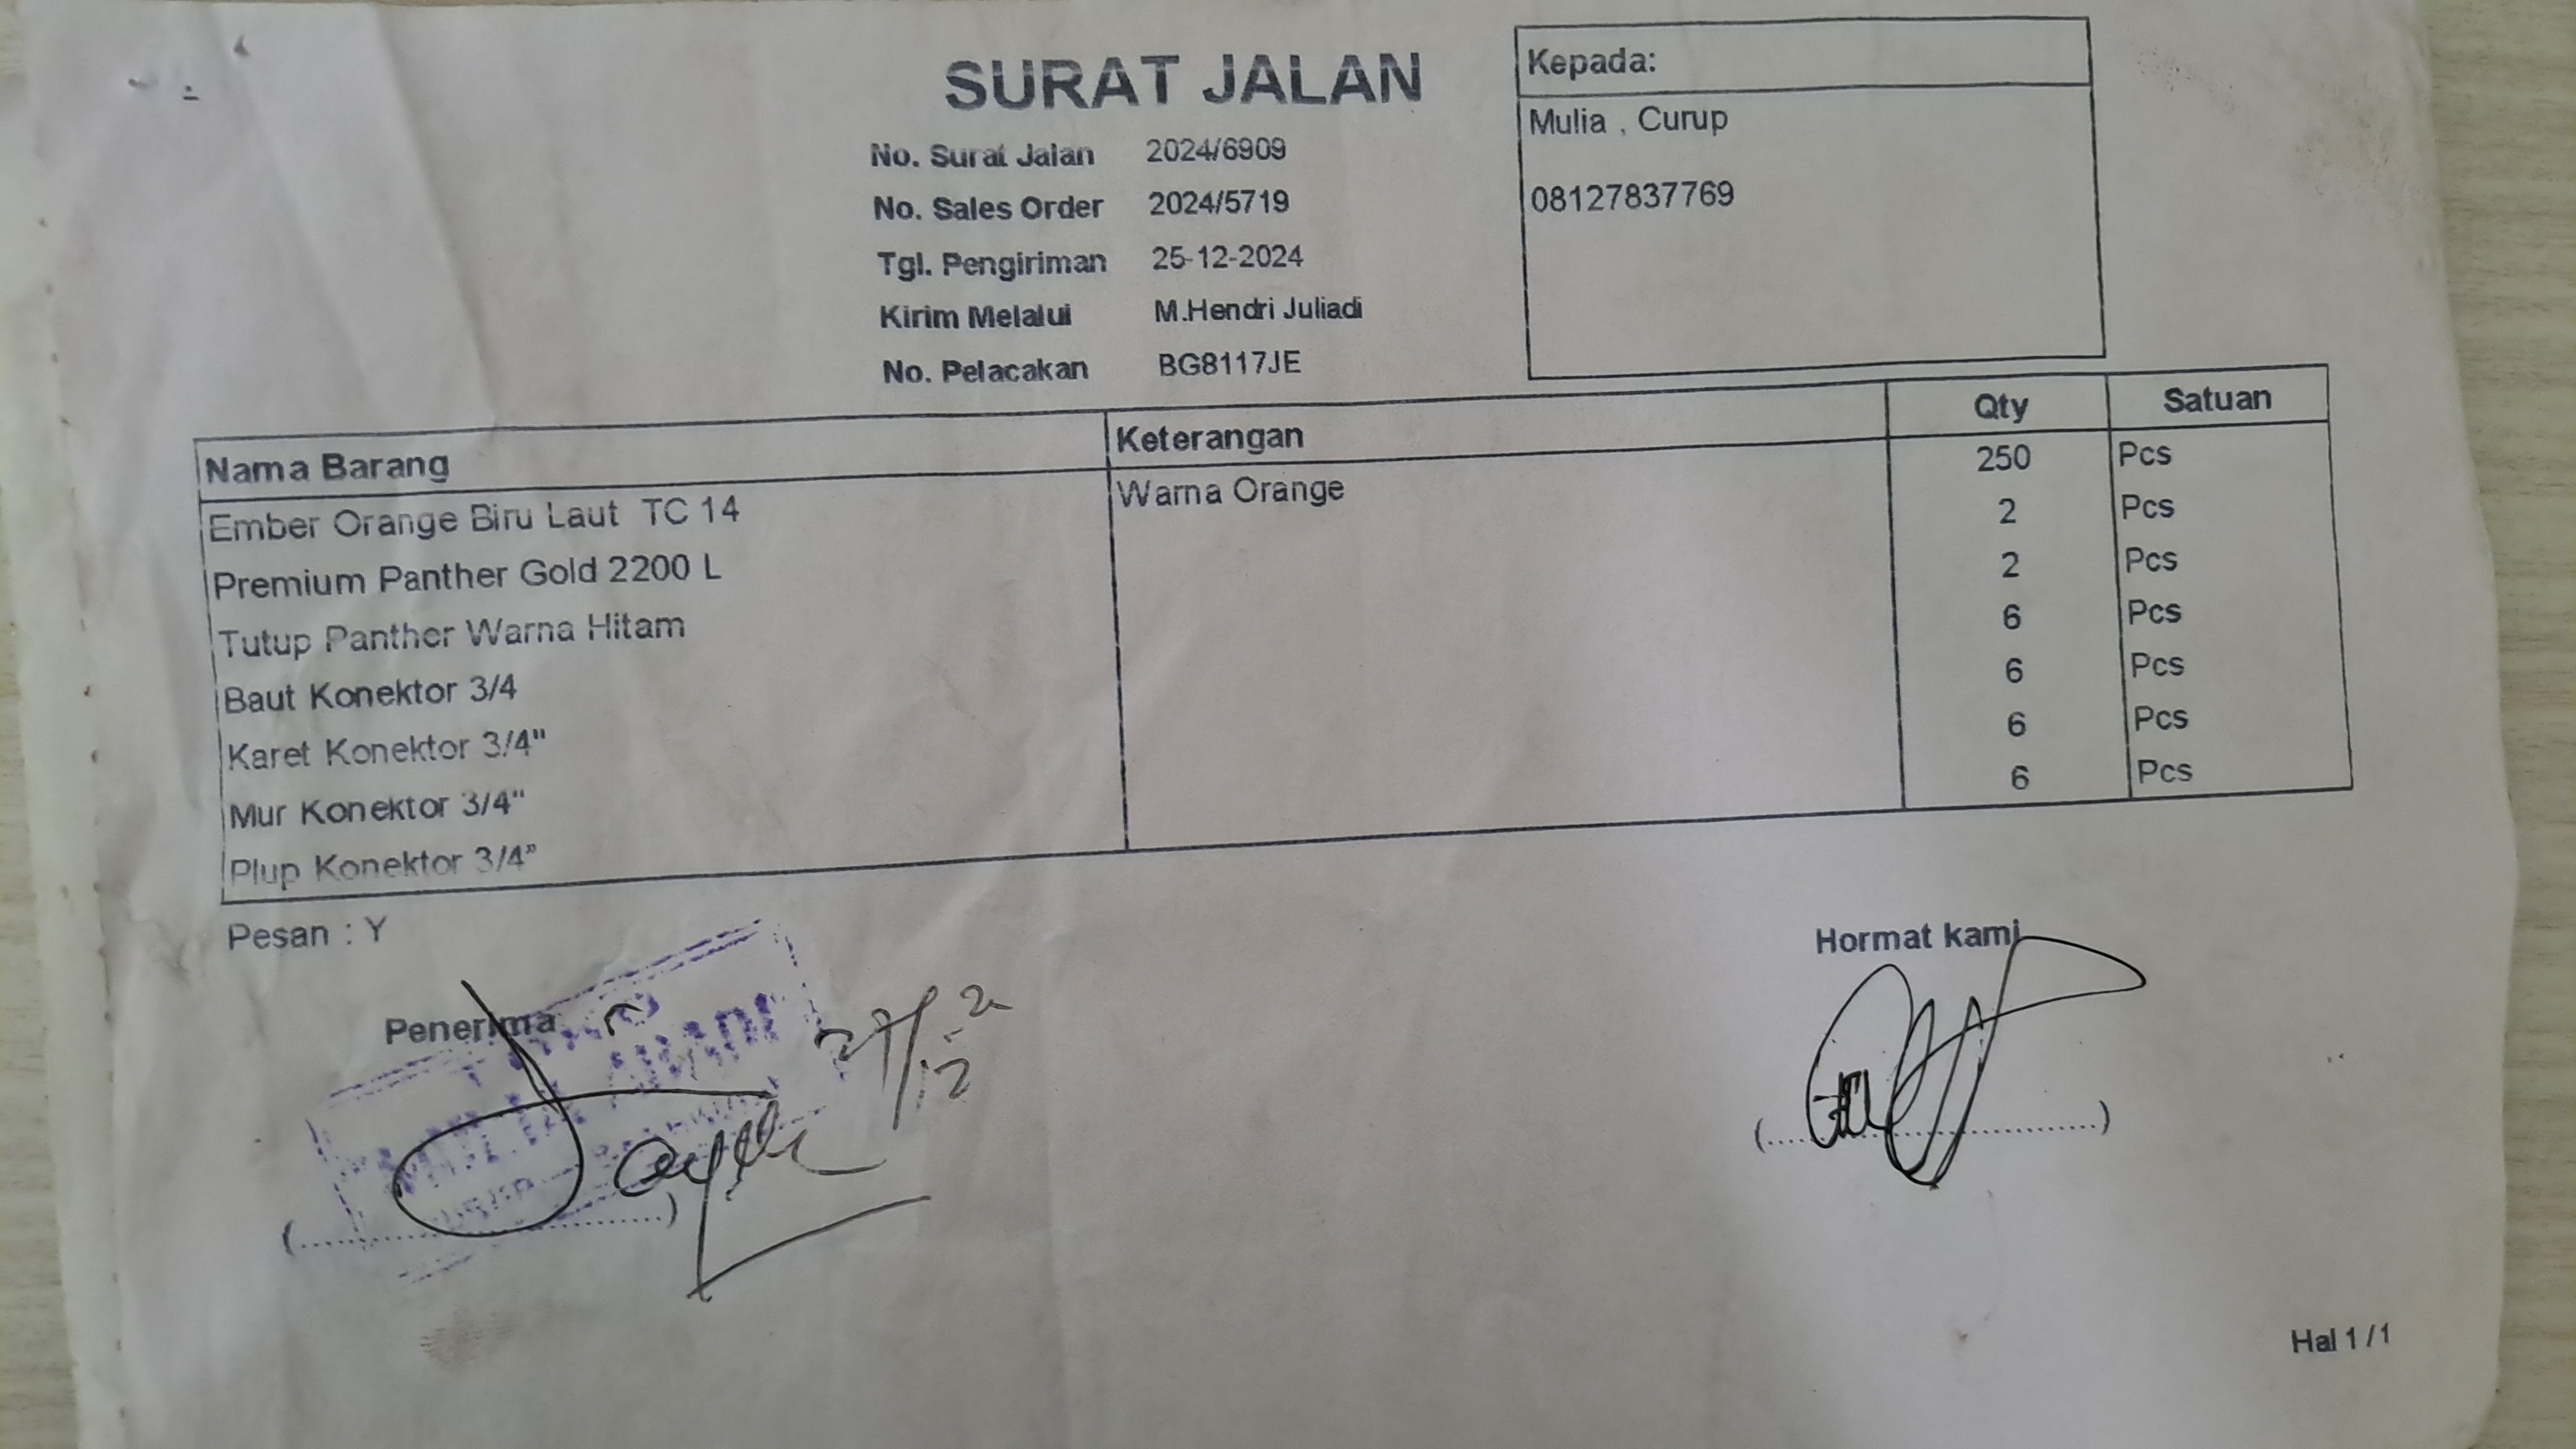 SURAT JALAN
No. Surat Jalan 2024/6909
No. Sales Order 2024/5719
Tgl. Pengiriman 25-12-2024
Kirim Melalui M.Hendri Juliadi
No. Pelacakan BG8117JE
Kepada:
Mulia , Curup
08127837769
Nama Barang Keterangan Qty Satuan
Ember Orange Biru Laut TC 14 Warna Orange 250 Pcs
Premium Panther Gold 2200 L 2 Pcs
Tutup Panther Warna Hitam 2 Pcs
Baut Konektor 3/4 6 Pcs
Karet Konektor 3/4" 6 Pcs
Mur Konektor 3/4" 6 Pcs
Plup Konektor 3/4" 6 Pcs
Pesan : Y
Penerima
27/12
Hormat kami
Hal 1 / 1